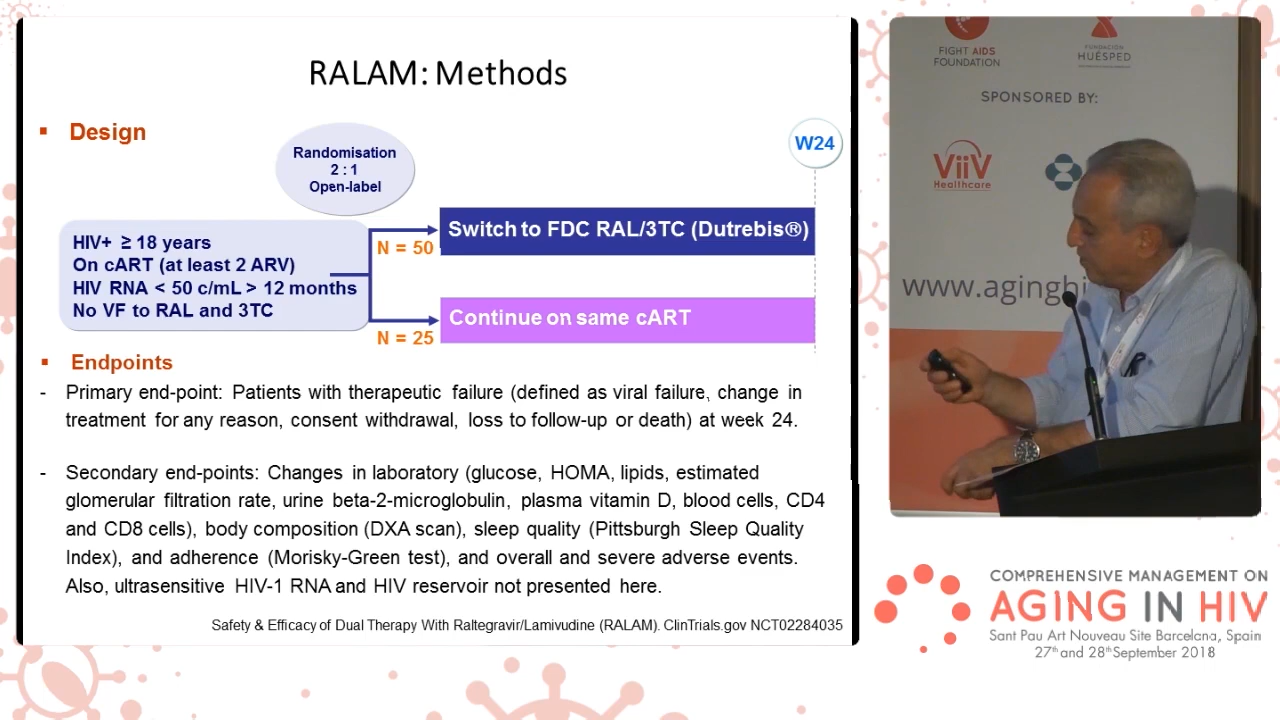 RALAM: Methods
Design
Randomisation
2 : 1
Open-label
W24
HIV+ ≥ 18 years
On cART (at least 2 ARV)
HIV RNA < 50 c/mL > 12 months
No VF to RAL and 3TC
N = 50
Switch to FDC RAL/3TC (Dutrebis®)
N = 25
Continue on same cART
Endpoints
- Primary end-point: Patients with therapeutic failure (defined as viral failure, change in
treatment for any reason, consent withdrawal, loss to follow-up or death) at week 24.
- Secondary end-points: Changes in laboratory (glucose, HOMA, lipids, estimated
glomerular filtration rate, urine beta-2-microglobulin, plasma vitamin D, blood cells, CD4
and CD8 cells), body composition (DXA scan), sleep quality (Pittsburgh Sleep Quality
Index), and adherence (Morisky-Green test), and overall and severe adverse events.
Also, ultrasensitive HIV-1 RNA and HIV reservoir not presented here.
Safety & Efficacy of Dual Therapy With Raltegravir/Lamivudine (RALAM). ClinTrials.gov NCT02284035
FIGHT AIDS
FOUNDATION
FUNDACIÓN
HUÉSPED
SPONSORED BY:
ViiV
Healthcare
www.aginghi
COMPREHENSIVE MANAGEMENT ON
AGING IN HIV
Sant Pau Art Nouveau Site Barcelona, Spain
27th and 28th September 2018